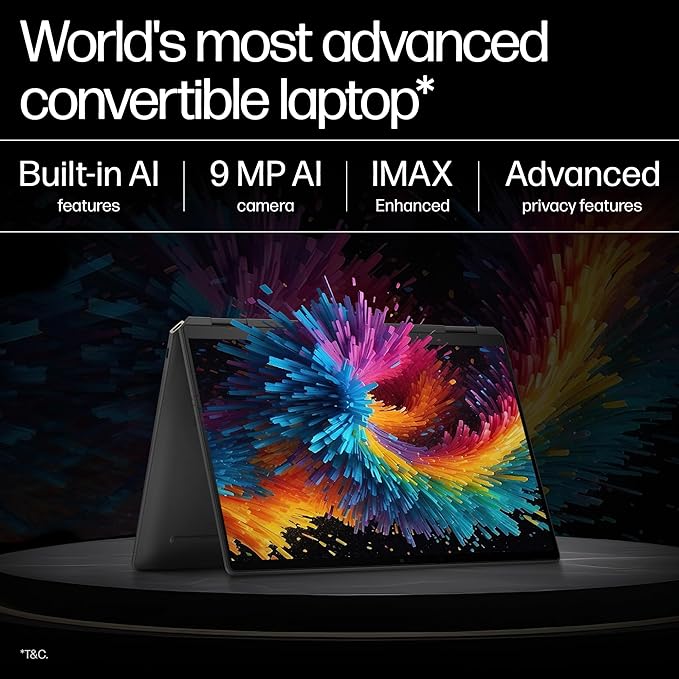 World's most advanced
convertible laptop*
Built-in AI
features
9 MP AI
camera
IMAX
Enhanced
Advanced
privacy features
*T&C.